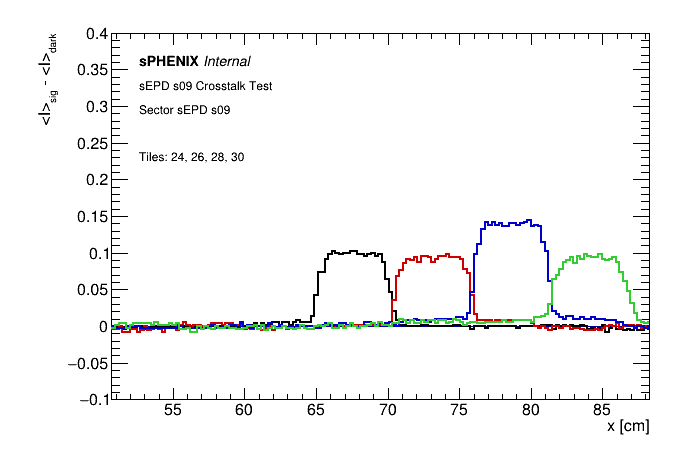 <I>sig - <I>dark
0.4
0.35
0.3
0.25
0.2
0.15
0.1
0.05
0
−0.05
−0.1
sPHENIX Internal
sEPD s09 Crosstalk Test
Sector sEPD s09
Tiles: 24, 26, 28, 30
55 60 65 70 75 80 85
x [cm]